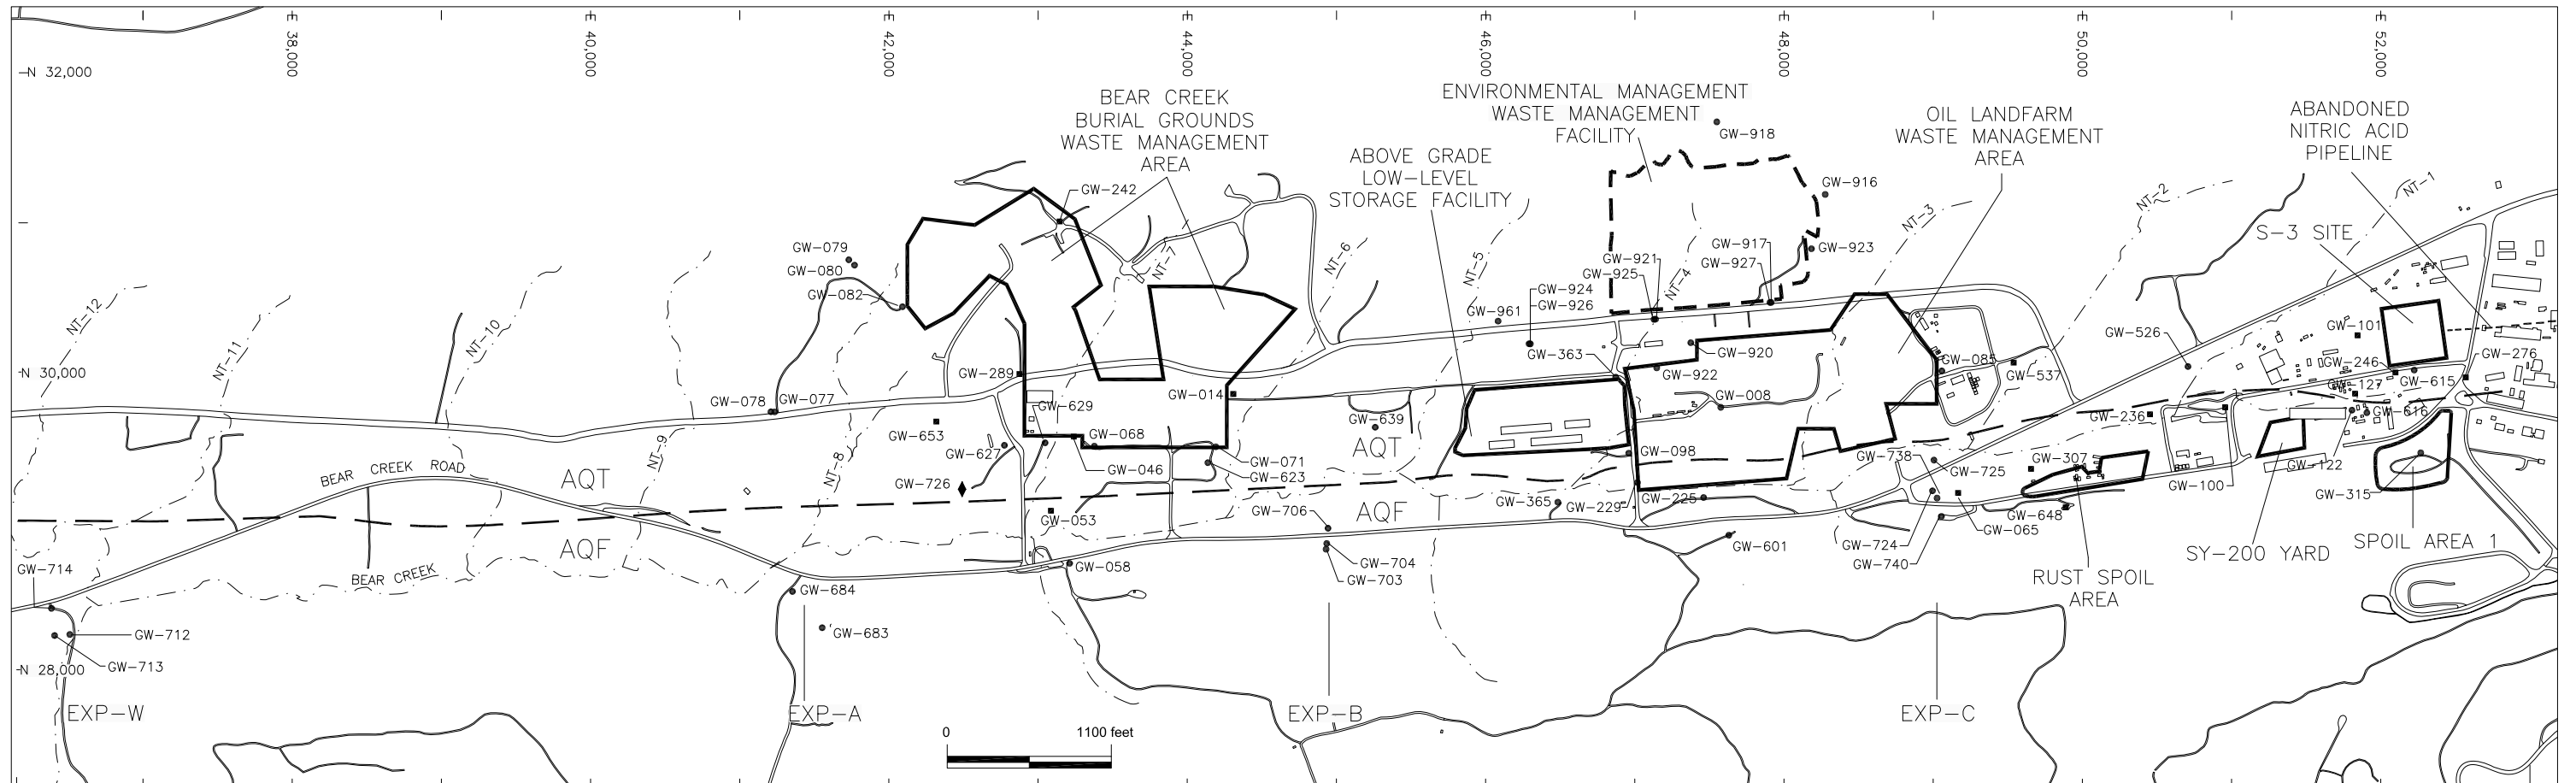 E 38,000
E 40,000
E 42,000
E 44,000
E 46,000
E 48,000
E 50,000
E 52,000
N 32,000
BEAR CREEK
BURIAL GROUNDS
WASTE MANAGEMENT
AREA
ENVIRONMENTAL MANAGEMENT
WASTE MANAGEMENT
FACILITY
ABOVE GRADE
LOW-LEVEL
STORAGE FACILITY
OIL LANDFARM
WASTE MANAGEMENT
AREA
ABANDONED
NITRIC ACID
PIPELINE
S-3 SITE
GW-918
GW-916
GW-242
GW-079
GW-080
GW-082
GW-917
GW-927
GW-923
GW-921
GW-925
GW-924
GW-926
GW-961
GW-363
GW-920
GW-922
GW-008
GW-085
GW-537
GW-526
GW-101
GW-246
GW-127
GW-276
GW-615
GW-616
GW-236
NT-12
NT-11
NT-10
NT-9
NT-8
NT-7
NT-6
NT-5
NT-4
NT-3
NT-2
NT-1
N 30,000
GW-289
GW-014
GW-078
GW-077
GW-629
GW-639
GW-653
GW-068
GW-627
GW-046
GW-071
GW-623
GW-098
GW-738
GW-725
GW-307
GW-122
GW-100
GW-315
AQT
AQT
BEAR CREEK ROAD
GW-726
GW-053
GW-706
AQF
GW-365
GW-229
GW-225
GW-648
GW-065
GW-724
GW-740
GW-601
AQF
BEAR CREEK
GW-714
GW-058
GW-704
GW-703
GW-684
GW-683
GW-712
GW-713
RUST SPOIL
AREA
SY-200 YARD
SPOIL AREA 1
N 28,000
EXP-W
EXP-A
EXP-B
EXP-C
0
1100 feet